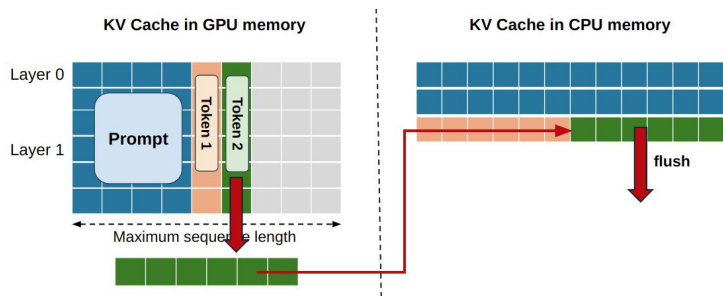 KV Cache in GPU memory
KV Cache in CPU memory
Layer 0
Layer 1
Prompt
Token 1
Token 2
flush
Maximum sequence length